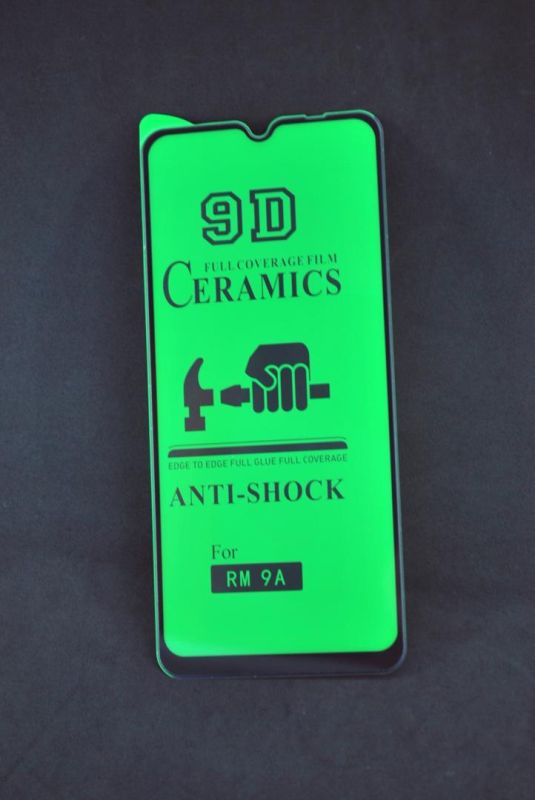 9D
FULL COVERAGE FILM
CERAMICS
EDGE TO EDGE FULL GLUE FULL COVERAGE
ANTI-SHOCK
For
RM 9A